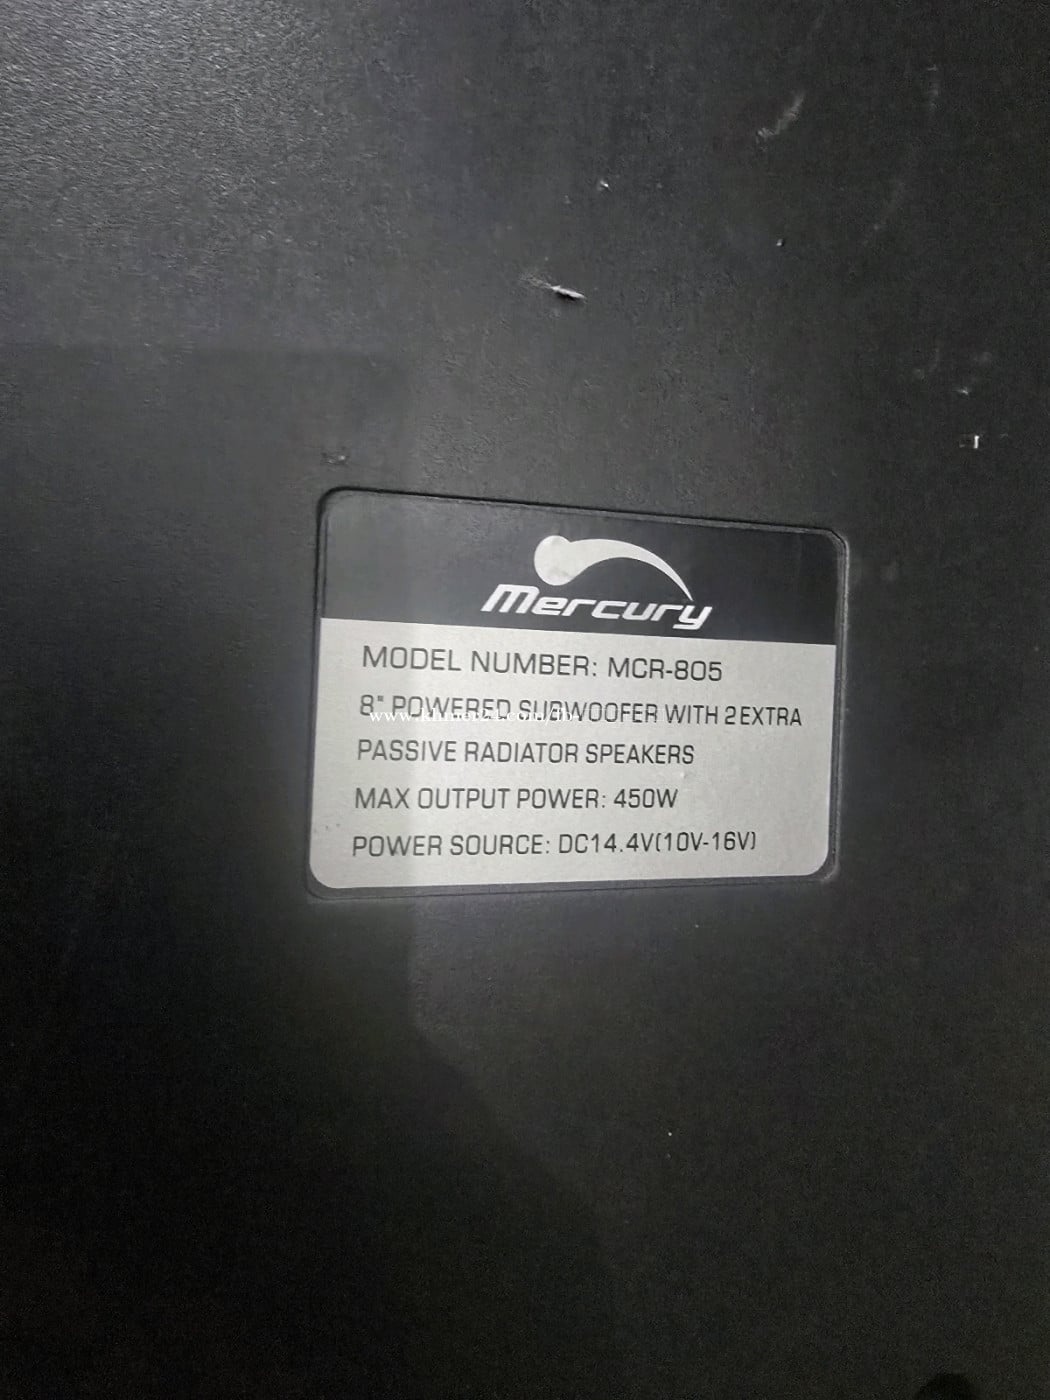 Mercury
MODEL NUMBER: MCR-805
8" POWERED SUBWOOFER WITH 2 EXTRA
PASSIVE RADIATOR SPEAKERS
MAX OUTPUT POWER: 450W
POWER SOURCE: DC14.4V(10V-16V)